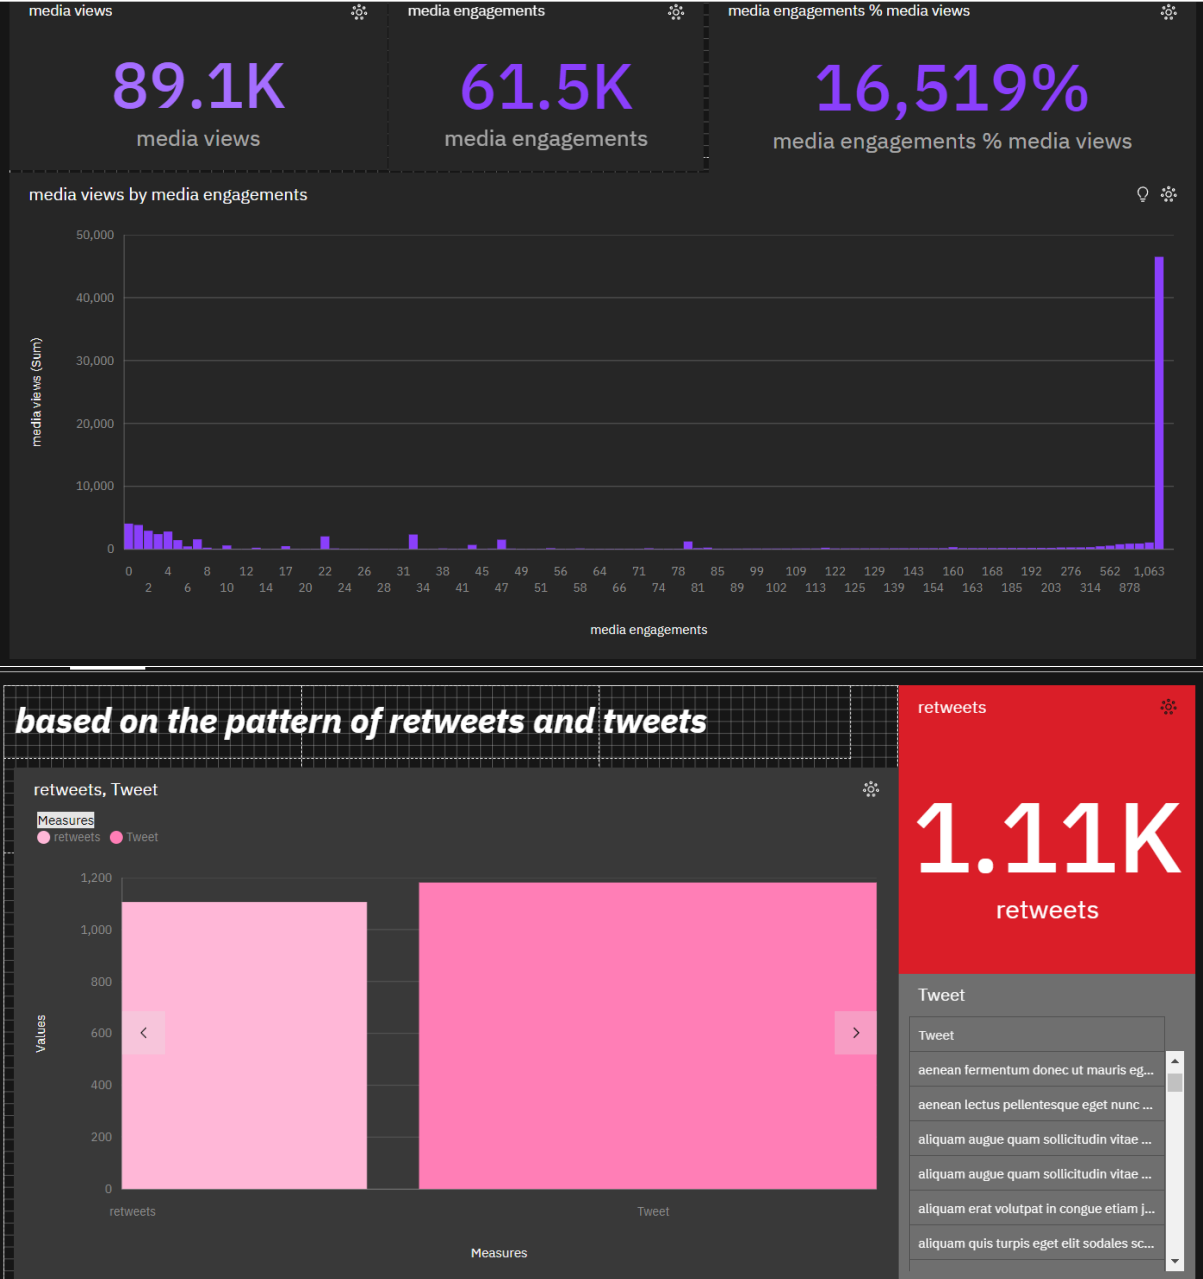 media views
media engagements
media engagements % media views
89.1K
61.5K
16,519%
media views
media engagements
media engagements % media views
media views by media engagements
50,000
40,000
30,000
20,000
10,000
0
media views (Sum)
0 4 8 12 17 22 26 31 38 45 49 56 64 71 78 85 99 109 122 129 143 160 168 192 276 562 1,063
2 6 10 14 20 24 28 34 41 47 51 58 66 74 81 89 102 113 125 139 154 163 185 203 314 878
media engagements
based on the pattern of retweets and tweets
retweets
1.11K
retweets
retweets, Tweet
Measures
retweets Tweet
1,200
1,000
800
600
400
200
0
Values
retweets Tweet
Measures
Tweet
Tweet
aenean fermentum donec ut mauris eg...
aenean lectus pellentesque eget nunc ...
aliquam augue quam sollicitudin vitae ...
aliquam augue quam sollicitudin vitae ...
aliquam erat volutpat in congue etiam j...
aliquam quis turpis eget elit sodales sc...